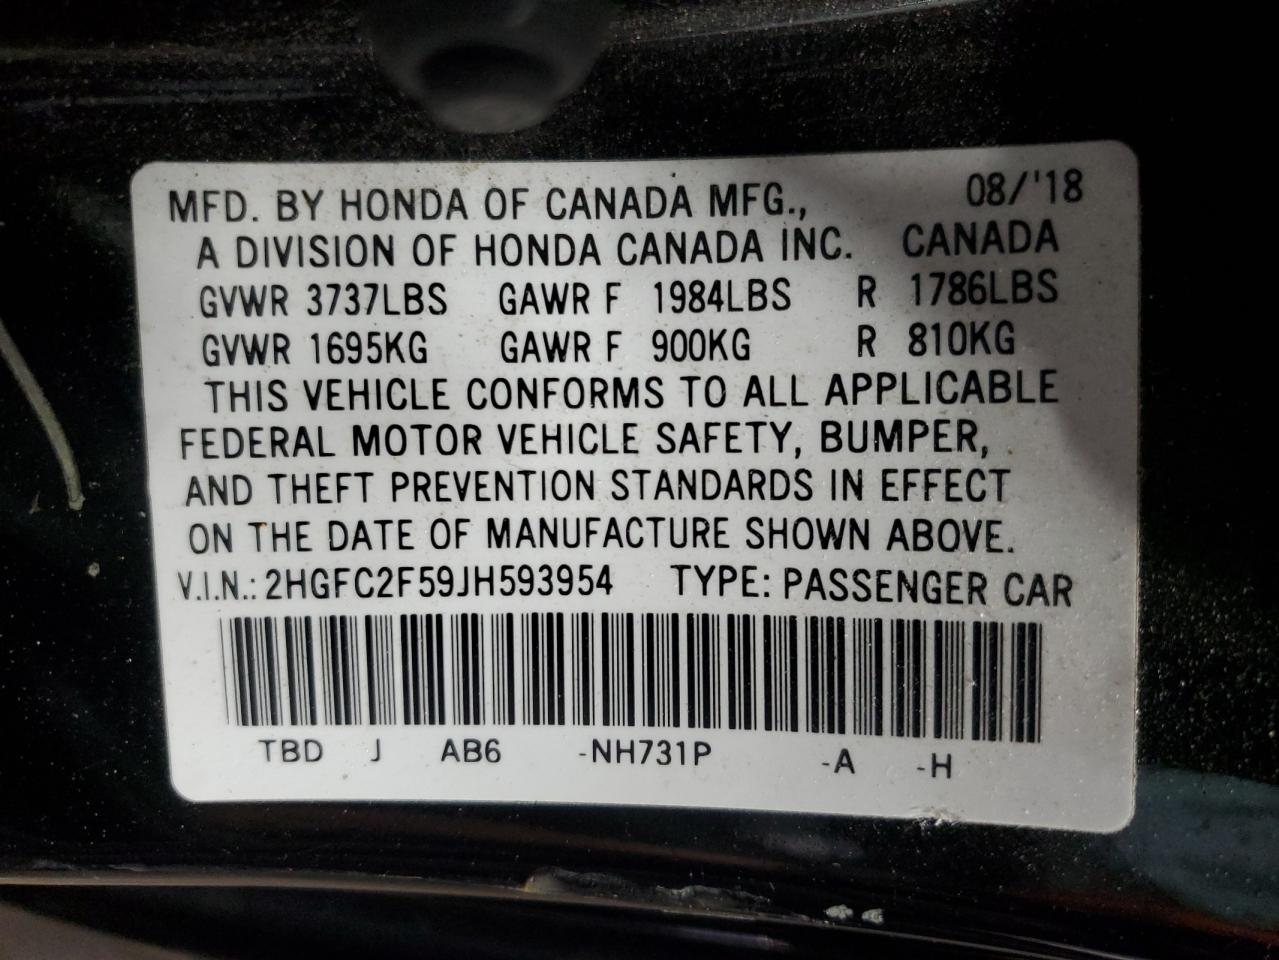 MFD. BY HONDA OF CANADA MFG., 08/'18
A DIVISION OF HONDA CANADA INC. CANADA
GVWR 3737LBS GAWR F 1984LBS R 1786LBS
GVWR 1695KG GAWR F 900KG R 810KG
THIS VEHICLE CONFORMS TO ALL APPLICABLE
FEDERAL MOTOR VEHICLE SAFETY, BUMPER,
AND THEFT PREVENTION STANDARDS IN EFFECT
ON THE DATE OF MANUFACTURE SHOWN ABOVE.
V.I.N.: 2HGFC2F59JH593954 TYPE: PASSENGER CAR
TBD J AB6 -NH731P -A -H